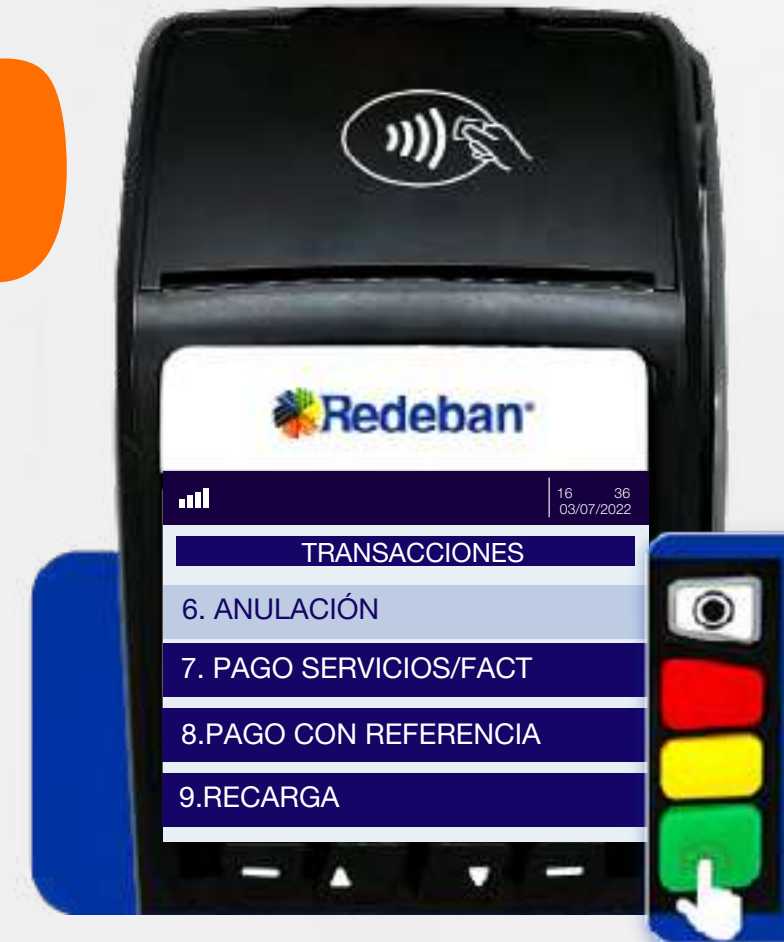 Redeban
16 36
03/07/2022
TRANSACCIONES
6. ANULACIÓN
7. PAGO SERVICIOS/FACT
8.PAGO CON REFERENCIA
9.RECARGA